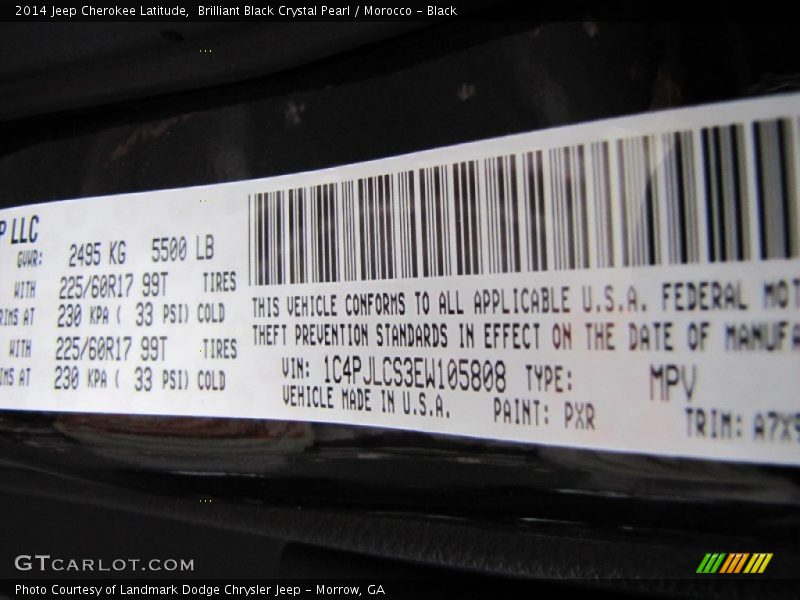 2014 Jeep Cherokee Latitude, Brilliant Black Crystal Pearl / Morocco - Black
P LLC
GVWR: 2495 KG 5500 LB
WITH 225/60R17 99T TIRES
RIMS AT 230 KPA ( 33 PSI) COLD
WITH 225/60R17 99T TIRES
IMS AT 230 KPA ( 33 PSI) COLD
THIS VEHICLE CONFORMS TO ALL APPLICABLE U.S.A. FEDERAL MOT
THEFT PREVENTION STANDARDS IN EFFECT ON THE DATE OF MANUFA
VIN: 1C4PJLCS3EW105808 TYPE: MPV
VEHICLE MADE IN U.S.A. PAINT: PXR TRIM: A7X9
GTCARLOT.COM
Photo Courtesy of Landmark Dodge Chrysler Jeep - Morrow, GA